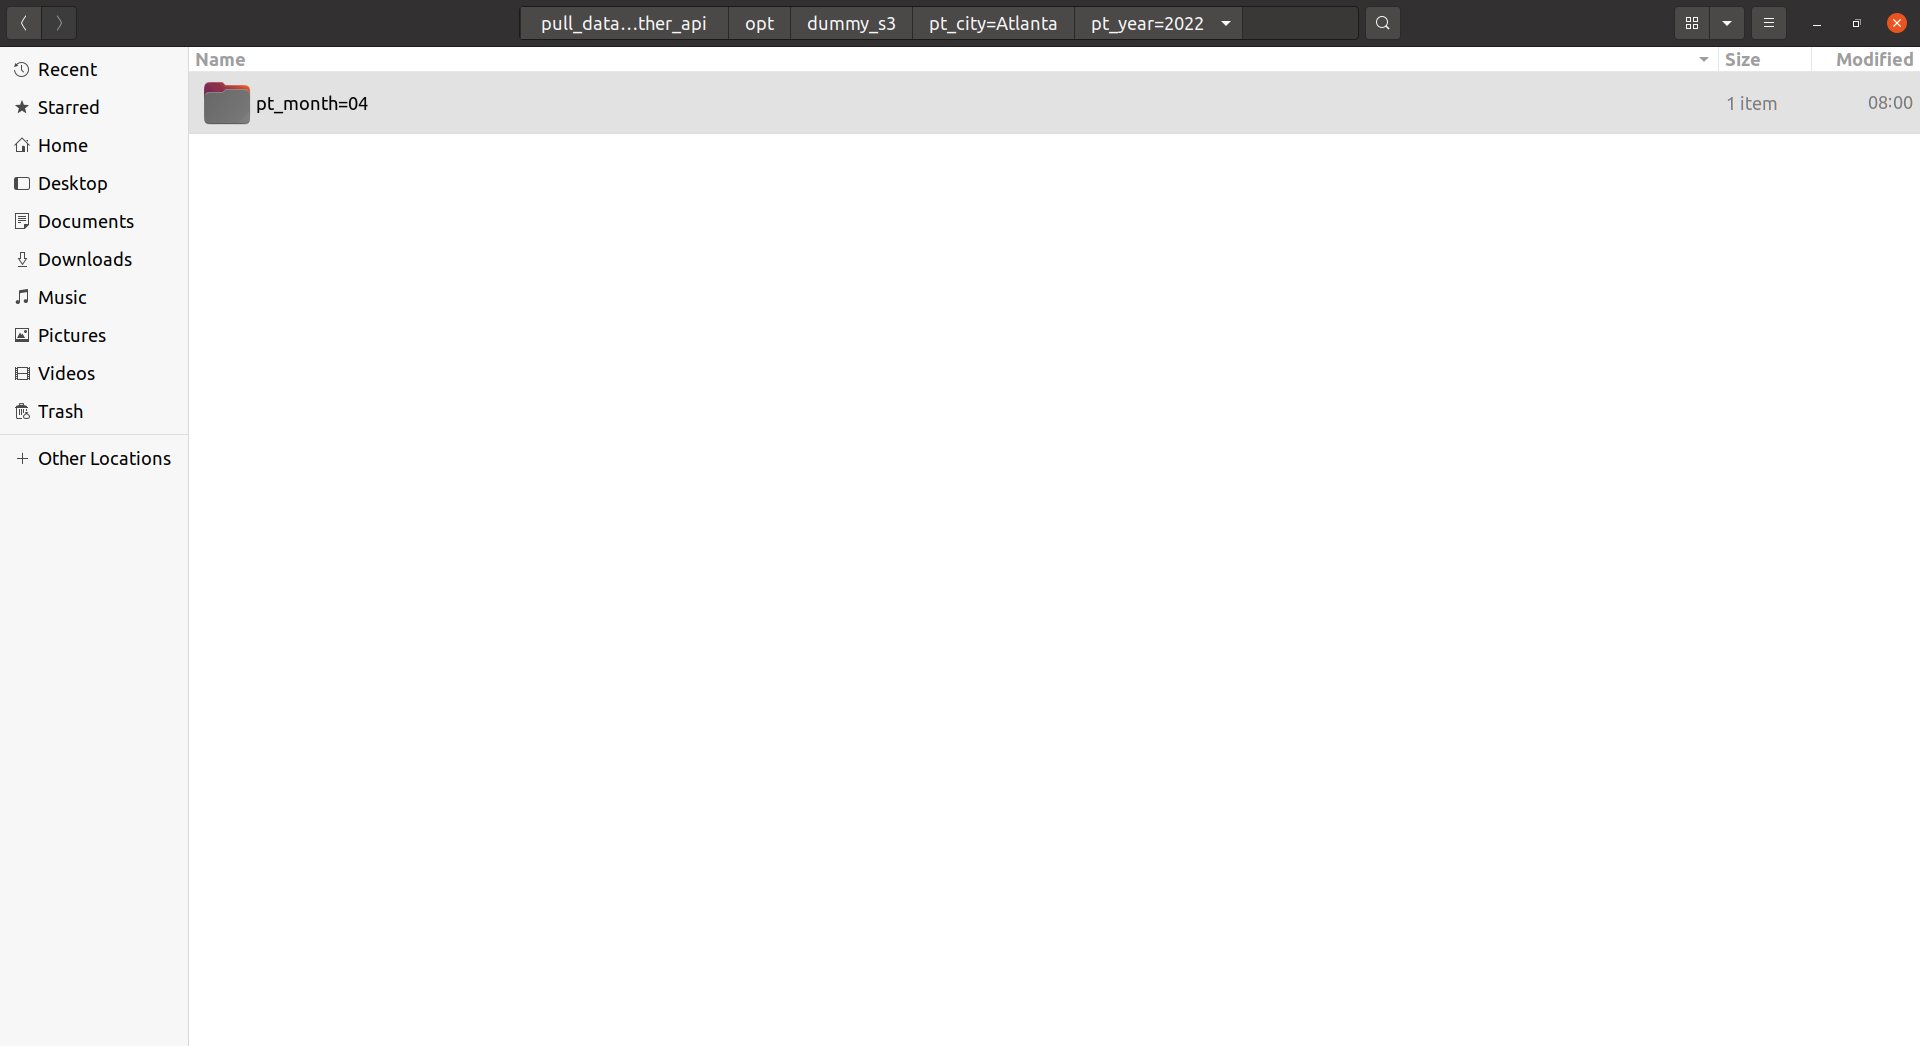 pull_data…ther_api opt dummy_s3 pt_city=Atlanta pt_year=2022
Name Size Modified
pt_month=04 1 item 08:00
Recent
Starred
Home
Desktop
Documents
Downloads
Music
Pictures
Videos
Trash
Other Locations